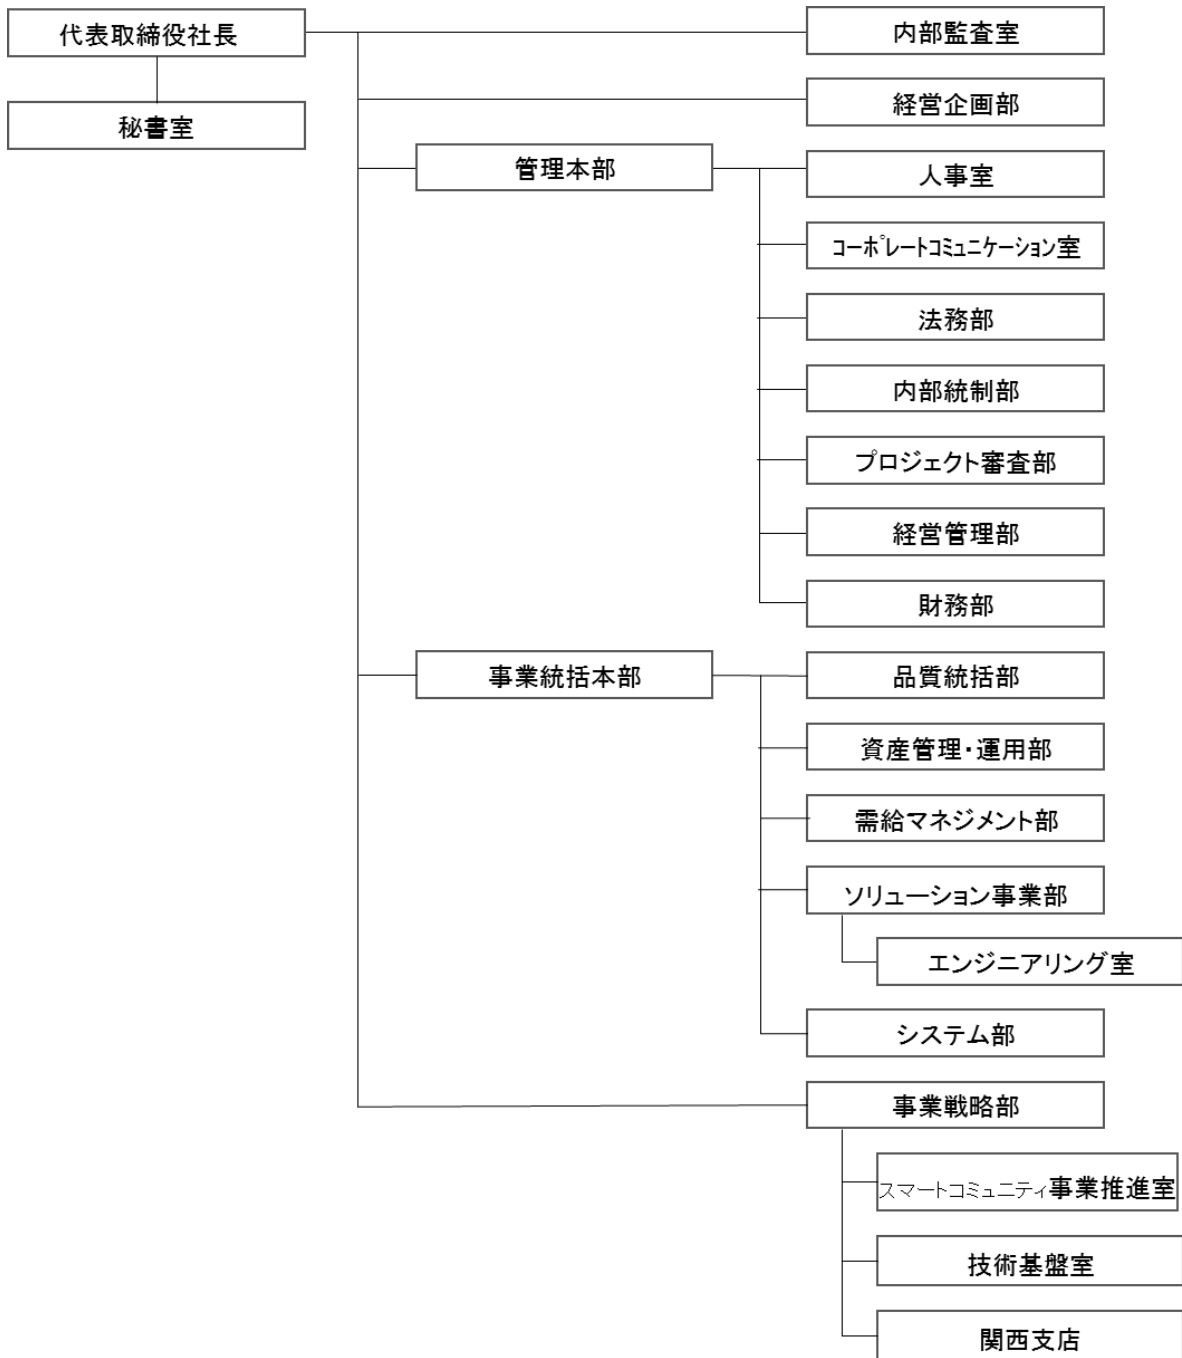 代表取締役社長
内部監査室
秘書室
経営企画部
管理本部
人事室
コーポレートコミュニケーション室
法務部
内部統制部
プロジェクト審査部
経営管理部
財務部
事業統括本部
品質統括部
資産管理・運用部
需給マネジメント部
ソリューション事業部
エンジニアリング室
システム部
事業戦略部
スマートコミュニティ事業推進室
技術基盤室
関西支店